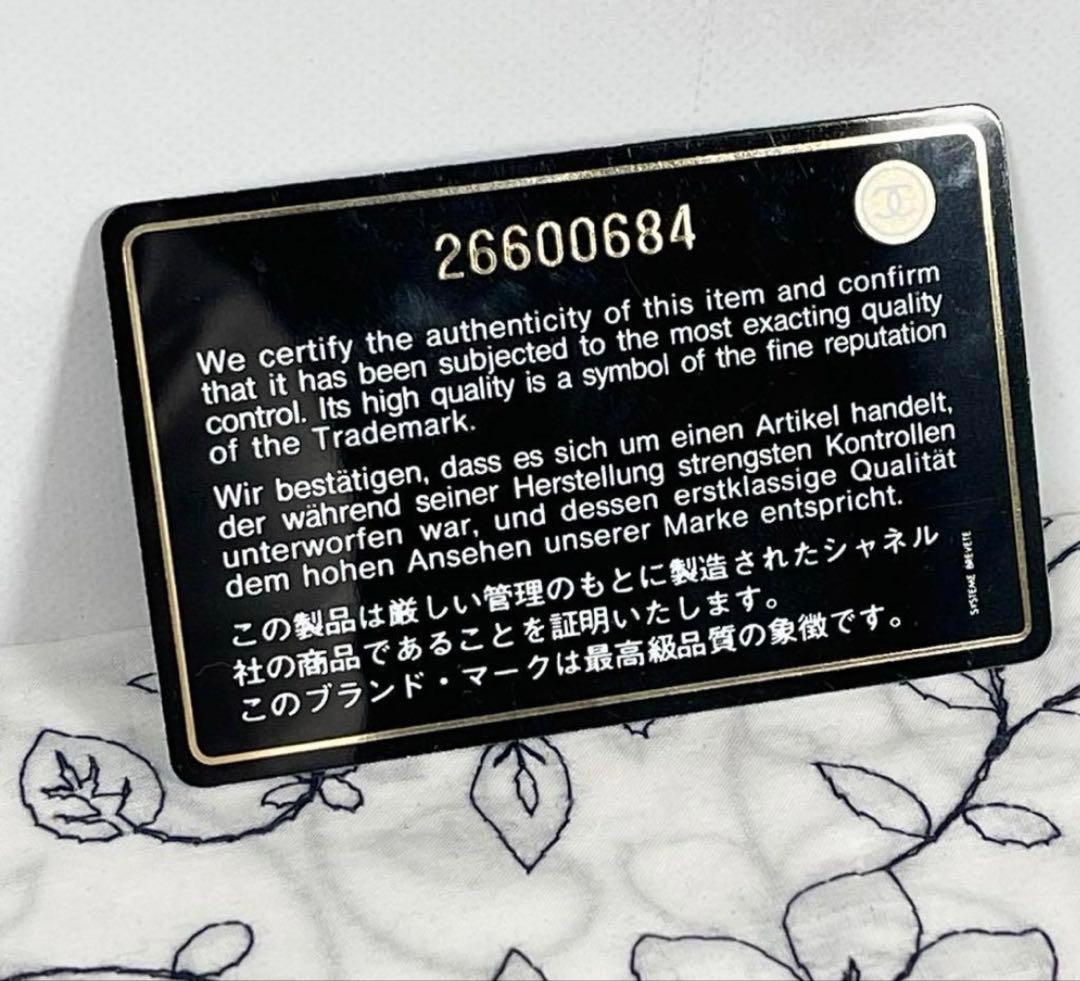 26600684
We certify the authenticity of this item and confirm
that it has been subjected to the most exacting quality
control. Its high quality is a symbol of the fine reputation
of the Trademark.
Wir bestätigen, dass es sich um einen Artikel handelt,
der während seiner Herstellung strengsten Kontrollen
unterworfen war, und dessen erstklassige Qualität
dem hohen Ansehen unserer Marke entspricht.
この製品は厳しい管理のもとに製造されたシャネル
社の商品であることを証明いたします。
このブランド・マークは最高級品質の象徴です。
SYSTEME BREVETE